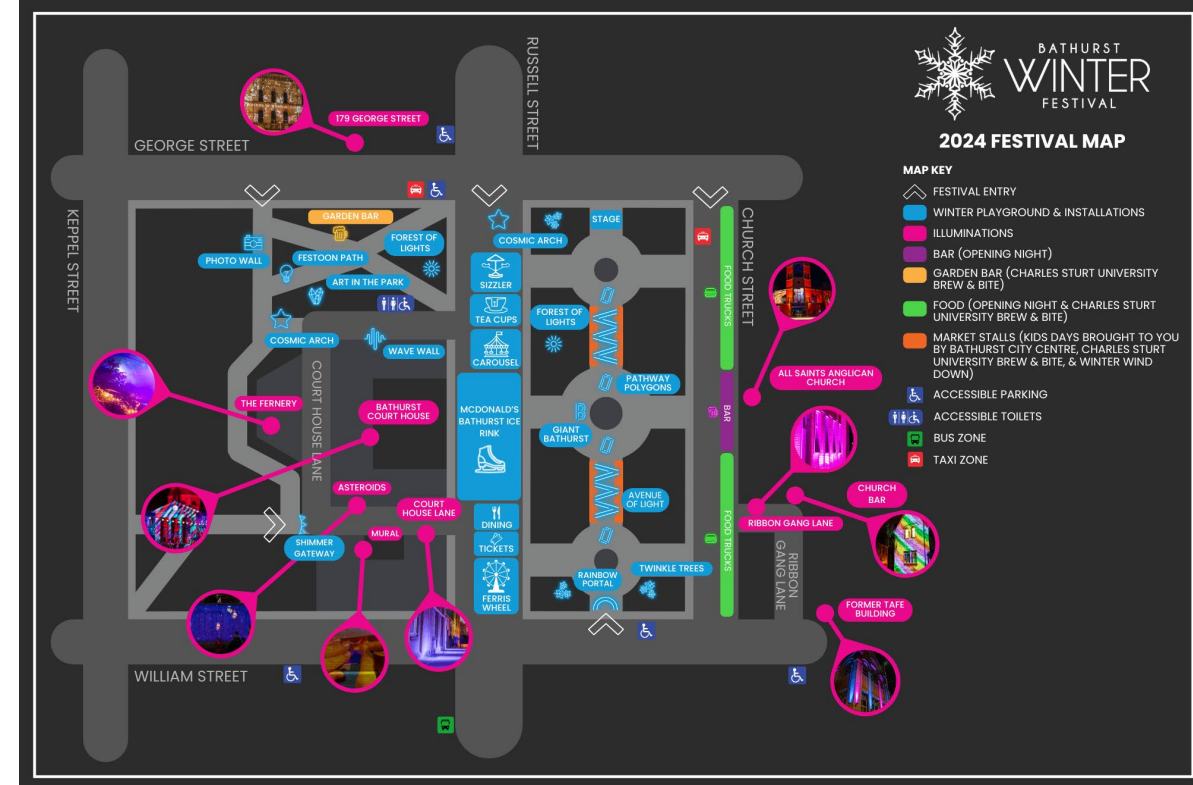 BATHURST
WINTER
FESTIVAL
2024 FESTIVAL MAP
MAP KEY
FESTIVAL ENTRY
WINTER PLAYGROUND & INSTALLATIONS
ILLUMINATIONS
BAR (OPENING NIGHT)
GARDEN BAR (CHARLES STURT UNIVERSITY
BREW & BITE)
FOOD (OPENING NIGHT & CHARLES STURT
UNIVERSITY BREW & BITE)
MARKET STALLS (KIDS DAYS BROUGHT TO YOU
BY BATHURST CITY CENTRE, CHARLES STURT
UNIVERSITY BREW & BITE, & WINTER WIND
DOWN)
ACCESSIBLE PARKING
ACCESSIBLE TOILETS
BUS ZONE
TAXI ZONE
RUSSELL STREET
179 GEORGE STREET
GEORGE STREET
KEPPEL STREET
CHURCH STREET
GARDEN BAR
FOREST OF
LIGHTS
PHOTO WALL
FESTOON PATH
ART IN THE PARK
COSMIC ARCH
WAVE WALL
COURT HOUSE LANE
THE FERNERY
BATHURST
COURT HOUSE
ASTEROIDS
COURT
HOUSE LANE
MURAL
SHIMMER
GATEWAY
COSMIC ARCH
SIZZLER
TEA CUPS
CAROUSEL
MCDONALD'S
BATHURST ICE
RINK
DINING
TICKETS
FERRIS
WHEEL
STAGE
FOREST OF
LIGHTS
PATHWAY
POLYGONS
GIANT
BATHURST
AVENUE
OF LIGHT
TWINKLE TREES
RAINBOW
PORTAL
FOOD TRUCKS
BAR
FOOD TRUCKS
ALL SAINTS ANGLICAN
CHURCH
CHURCH
BAR
RIBBON GANG LANE
RIBBON
GANG LANE
FORMER TAFE
BUILDING
WILLIAM STREET